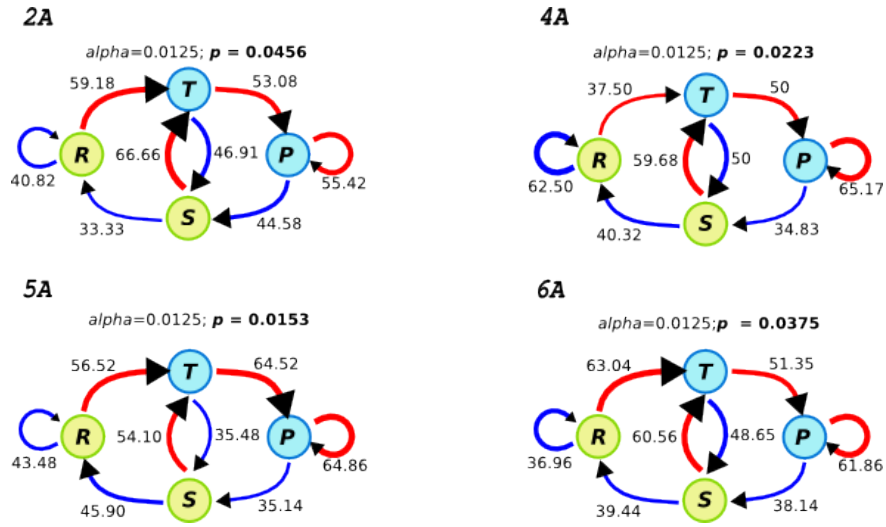 2A
alpha=0.0125; p = 0.0456
59.18
T
53.08
R
66.66
46.91
P
40.82
55.42
33.33
S
44.58
4A
alpha=0.0125; p = 0.0223
37.50
T
50
R
59.68
50
P
62.50
65.17
40.32
S
34.83
5A
alpha=0.0125; p = 0.0153
56.52
T
64.52
R
54.10
35.48
P
43.48
64.86
45.90
S
35.14
6A
alpha=0.0125;p = 0.0375
63.04
T
51.35
R
60.56
48.65
P
36.96
61.86
39.44
S
38.14